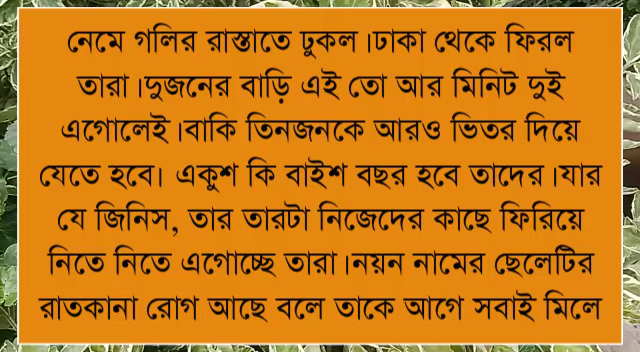 নেমে গলির রাস্তাতে ঢুকল।ঢাকা থেকে ফিরল
তারা।দুজনের বাড়ি এই তো আর মিনিট দুই
এগোলেই।বাকি তিনজনকে আরও ভিতর দিয়ে
যেতে হবে। একুশ কি বাইশ বছর হবে তাদের।যার
যে জিনিস, তার তারটা নিজেদের কাছে ফিরিয়ে
নিতে নিতে এগোচ্ছে তারা।নয়ন নামের ছেলেটির
রাতকানা রোগ আছে বলে তাকে আগে সবাই মিলে